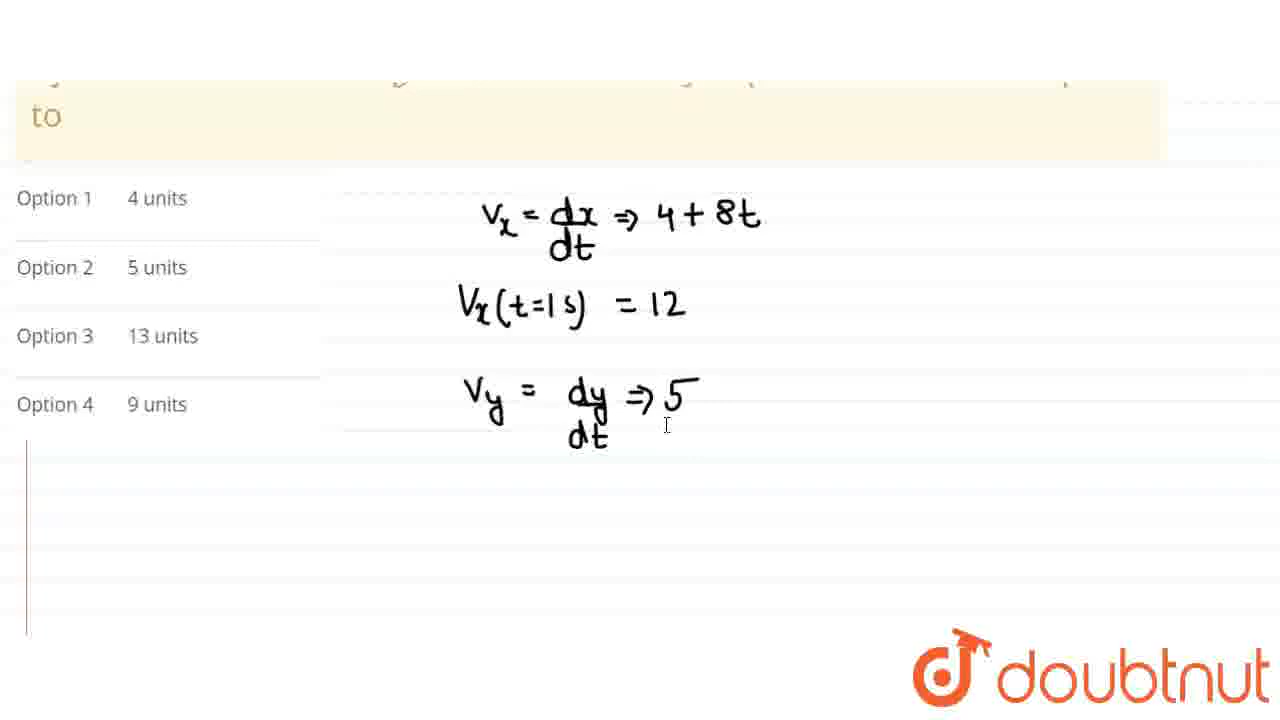 to
Option 1 4 units
Option 2 5 units
Option 3 13 units
Option 4 9 units
Vx = dx/dt ⇒ 4 + 8t
Vx (t=1s) = 12
Vy = dy/dt ⇒ 5
doubtnut